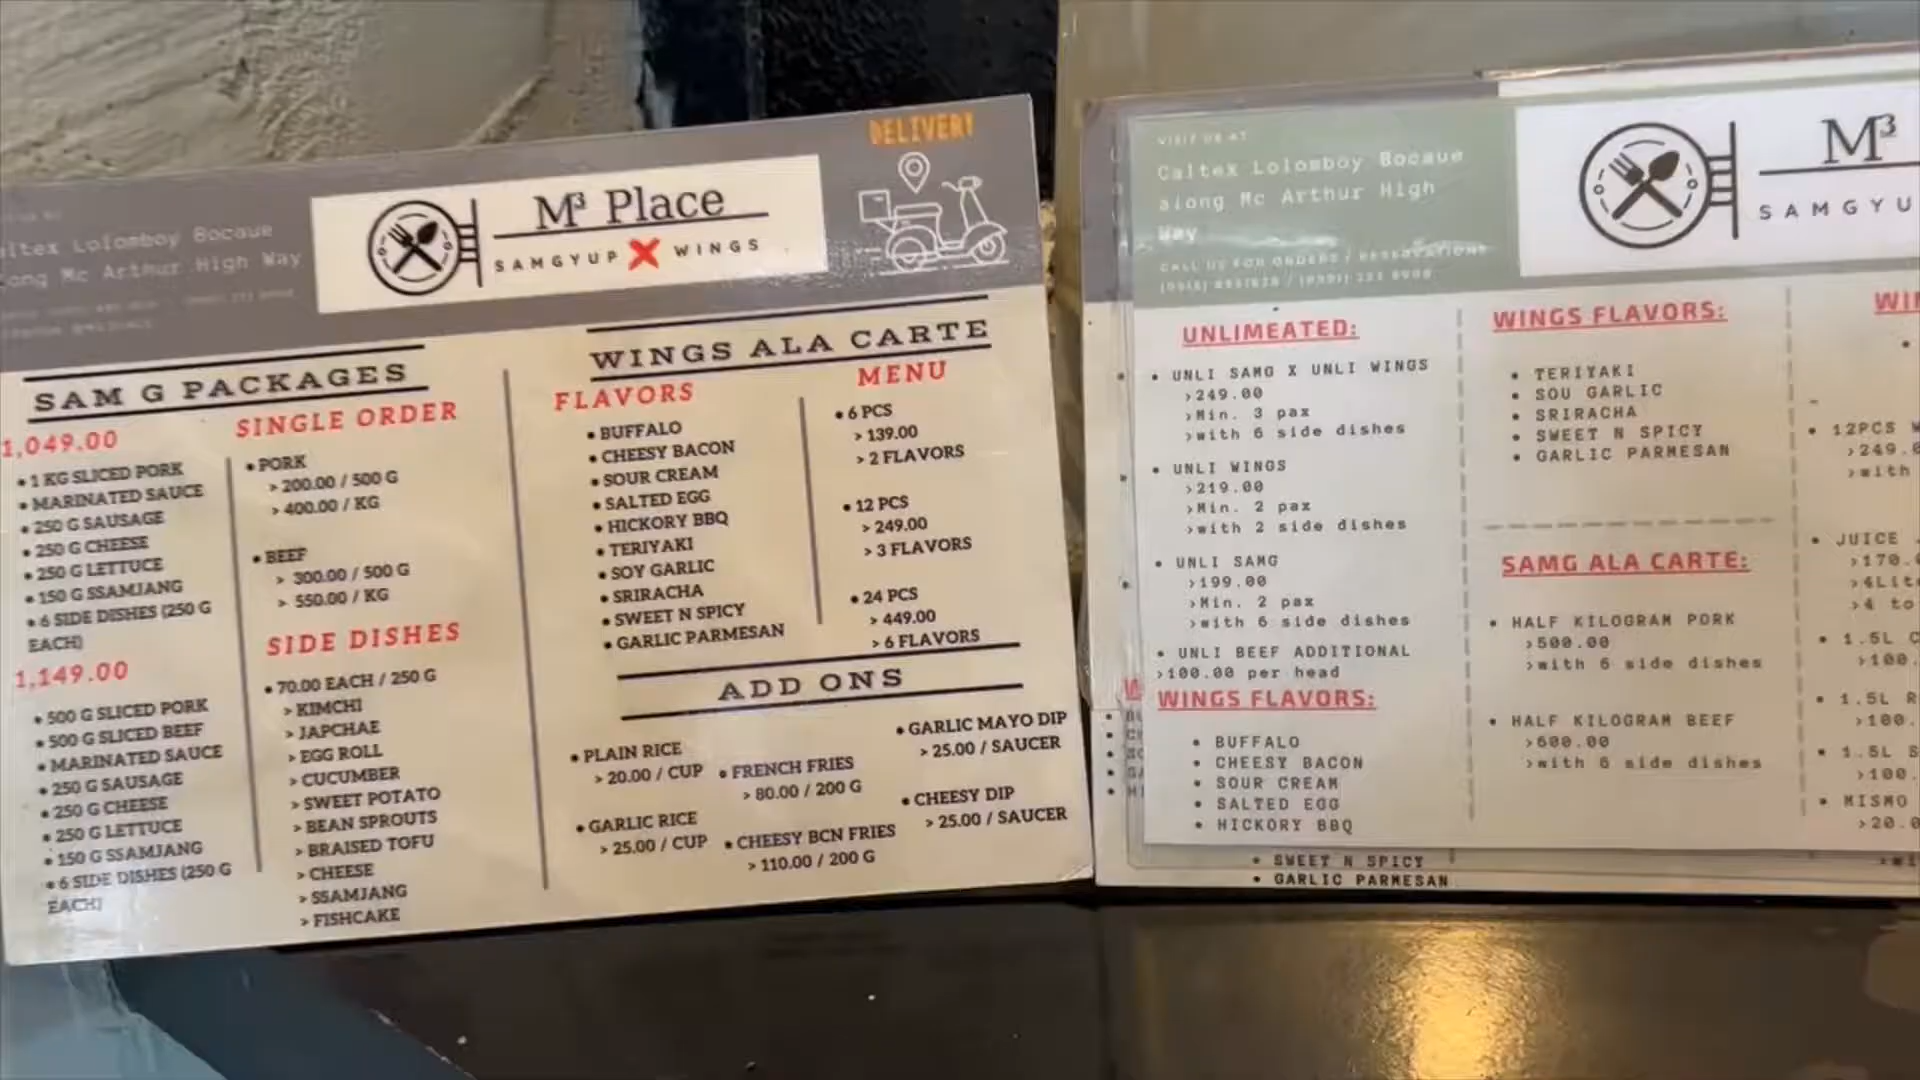 DELIVERY
altex Lolomboy Bocaue
ong Mc Arthur High Way
M³ Place
SAMGYUP X WINGS
SAM G PACKAGES
1,049.00
• 1 KG SLICED PORK
• MARINATED SAUCE
• 250 G SAUSAGE
• 250 G CHEESE
• 250 G LETTUCE
• 150 G SSAMJANG
• 6 SIDE DISHES (250 G
EACH)
1,149.00
• 500 G SLICED PORK
• 500 G SLICED BEEF
• MARINATED SAUCE
• 250 G SAUSAGE
• 250 G CHEESE
• 250 G LETTUCE
• 150 G SSAMJANG
• 6 SIDE DISHES (250 G
EACH)
SINGLE ORDER
• PORK
> 200.00 / 500 G
> 400.00 / KG
• BEEF
> 300.00 / 500 G
> 550.00 / KG
SIDE DISHES
• 70.00 EACH / 250 G
> KIMCHI
> JAPCHAE
> EGG ROLL
> CUCUMBER
> SWEET POTATO
> BEAN SPROUTS
> BRAISED TOFU
> CHEESE
> SSAMJANG
> FISHCAKE
WINGS ALA CARTE
FLAVORS
• BUFFALO
• CHEESY BACON
• SOUR CREAM
• SALTED EGG
• HICKORY BBQ
• TERIYAKI
• SOY GARLIC
• SRIRACHA
• SWEET N SPICY
• GARLIC PARMESAN
MENU
• 6 PCS
> 139.00
> 2 FLAVORS
• 12 PCS
> 249.00
> 3 FLAVORS
• 24 PCS
> 449.00
> 6 FLAVORS
ADD ONS
• PLAIN RICE
> 20.00 / CUP
• GARLIC RICE
> 25.00 / CUP
• FRENCH FRIES
> 80.00 / 200 G
• CHEESY BCN FRIES
> 110.00 / 200 G
• GARLIC MAYO DIP
> 25.00 / SAUCER
• CHEESY DIP
> 25.00 / SAUCER
VISIT US AT
Caltex Lolomboy Bocaue
along Mc Arthur High
Way
CALL US FOR ORDERS / RESERVATIONS
M³
SAMGYU
UNLIMEATED:
• UNLI SAMG X UNLI WINGS
>249.00
>Min. 3 pax
>with 6 side dishes
• UNLI WINGS
>219.00
>Min. 2 pax
>with 2 side dishes
• UNLI SAMG
>199.00
>Min. 2 pax
>with 6 side dishes
• UNLI BEEF ADDITIONAL
>100.00 per head
WINGS FLAVORS:
• BUFFALO
• CHEESY BACON
• SOUR CREAM
• SALTED EGG
• HICKORY BBQ
• SWEET N SPICY
• GARLIC PARMESAN
WINGS FLAVORS:
• TERIYAKI
• SOU GARLIC
• SRIRACHA
• SWEET N SPICY
• GARLIC PARMESAN
SAMG ALA CARTE:
• HALF KILOGRAM PORK
>500.00
>with 6 side dishes
• HALF KILOGRAM BEEF
>600.00
>with 6 side dishes
WIN
• 12PCS W
>249.0
>with
• JUICE
>170.
>4Lit
>4 to
• 1.5L C
>100.
• 1.5L R
>100.
• 1.5L S
>100.
• MISMO
>20.0